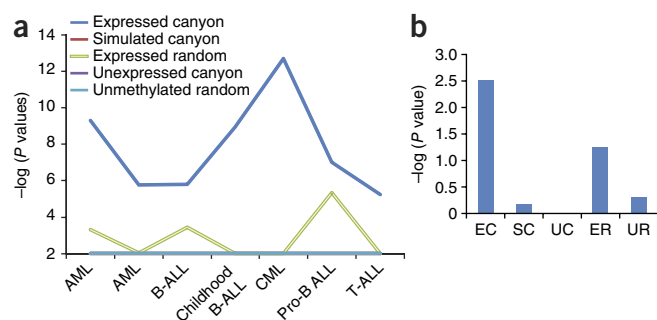 a
Expressed canyon
Simulated canyon
Expressed random
Unexpressed canyon
Unmethylated random
–log (P values)
14
12
10
8
6
4
2
AML
AML
B-ALL
Childhood
B-ALL
CML
Pro-B ALL
T-ALL
b
–log (P value)
3.0
2.5
2.0
1.5
1.0
0.5
0
EC
SC
UC
ER
UR